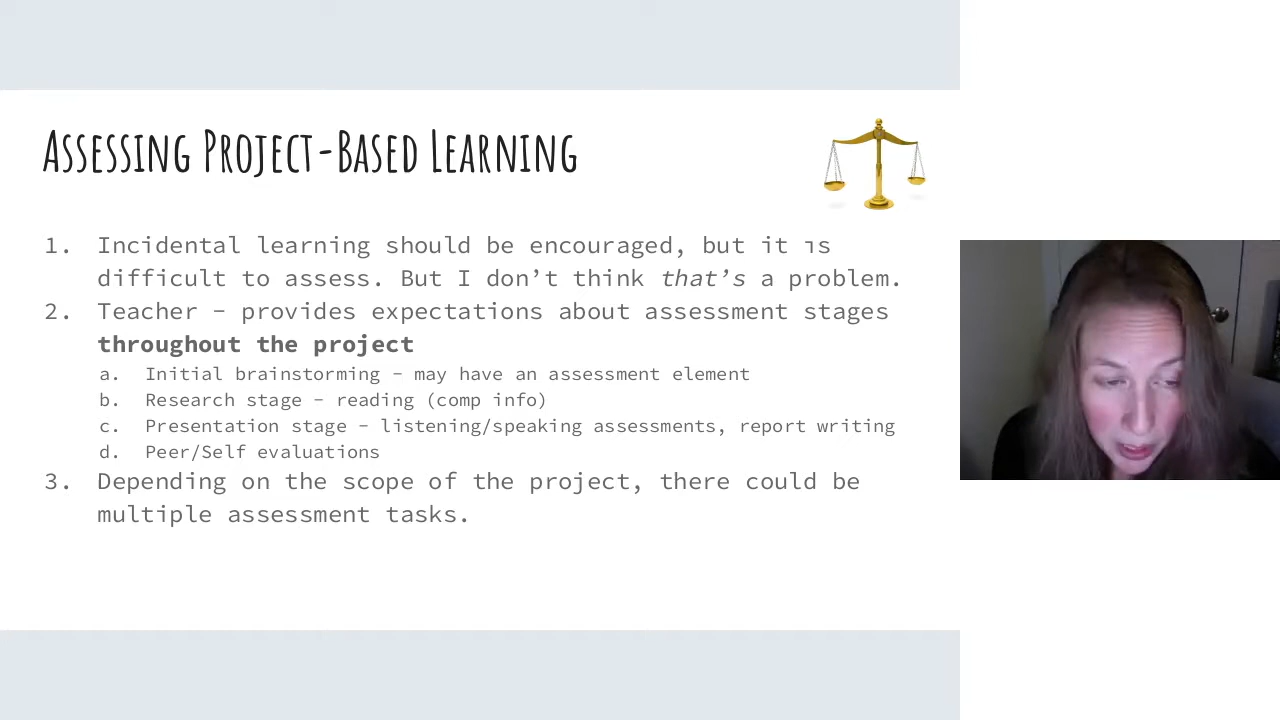 Assessing Project-Based Learning
1. Incidental learning should be encouraged, but it is
difficult to assess. But I don’t think that’s a problem.
2. Teacher – provides expectations about assessment stages
throughout the project
a. Initial brainstorming – may have an assessment element
b. Research stage – reading (comp info)
c. Presentation stage – listening/speaking assessments, report writing
d. Peer/Self evaluations
3. Depending on the scope of the project, there could be
multiple assessment tasks.